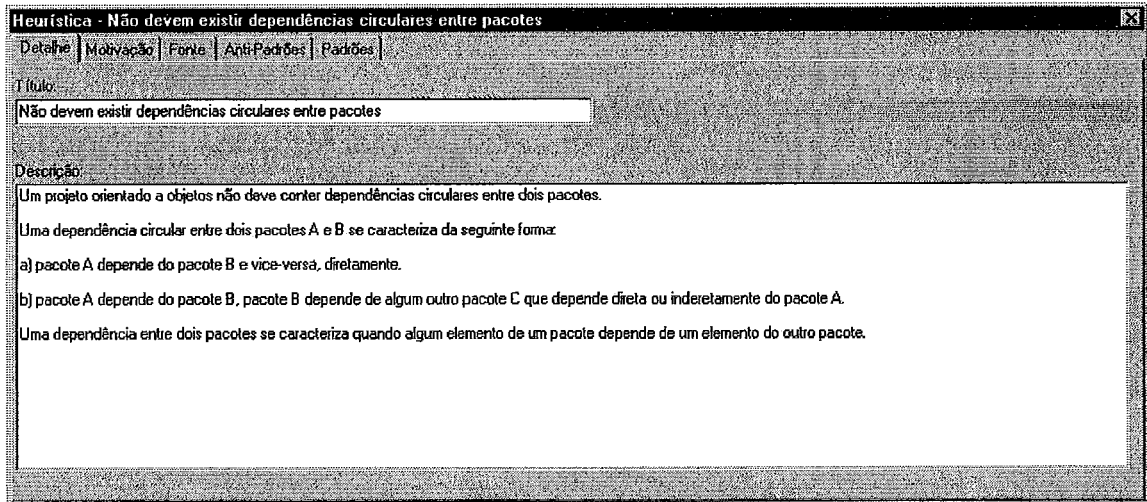 Heurística - Não devem existir dependências circulares entre pacotes
Detalhe Motivação Fonte Anti-Padrões Padrões
Título:
Não devem existir dependências circulares entre pacotes
Descrição:
Um projeto orientado a objetos não deve conter dependências circulares entre dois pacotes.
Uma dependência circular entre dois pacotes A e B se caracteriza da seguinte forma:
a) pacote A depende do pacote B e vice-versa, diretamente.
b) pacote A depende do pacote B, pacote B depende de algum outro pacote C que depende direta ou inderetamente do pacote A.
Uma dependência entre dois pacotes se caracteriza quando algum elemento de um pacote depende de um elemento do outro pacote.